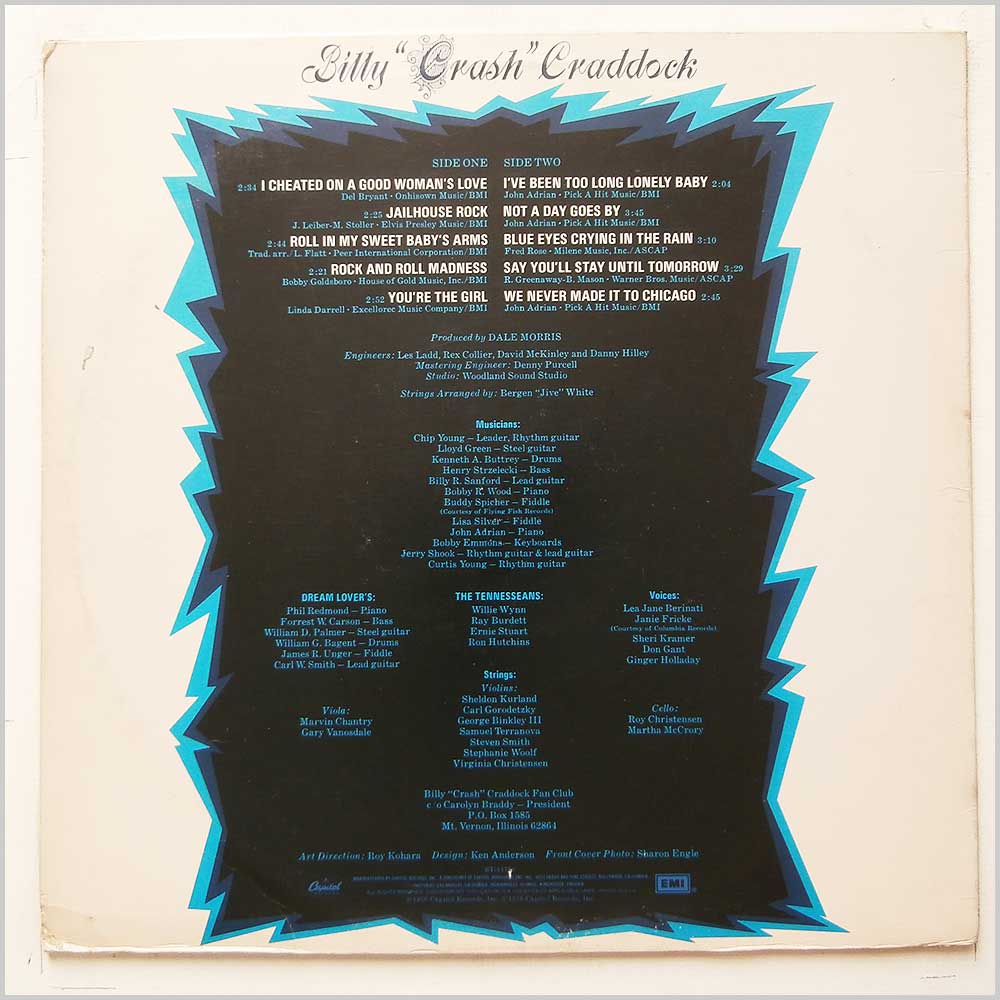 Billy "Crash" Craddock
SIDE ONE
2:34 I CHEATED ON A GOOD WOMAN'S LOVE
Del Bryant · Onhisown Music/BMI
2:25 JAILHOUSE ROCK
J. Leiber-M. Stoller · Elvis Presley Music/BMI
2:44 ROLL IN MY SWEET BABY'S ARMS
Trad. arr./L. Flatt · Peer International Corporation/BMI
2:21 ROCK AND ROLL MADNESS
Bobby Goldsboro · House of Gold Music, Inc./BMI
2:52 YOU'RE THE GIRL
Linda Darrell · Excellorec Music Company/BMI
SIDE TWO
I'VE BEEN TOO LONG LONELY BABY 2:04
John Adrian · Pick A Hit Music/BMI
NOT A DAY GOES BY 3:45
John Adrian · Pick A Hit Music/BMI
BLUE EYES CRYING IN THE RAIN 3:10
Fred Rose · Milene Music, Inc./ASCAP
SAY YOU'LL STAY UNTIL TOMORROW 3:29
R. Greenaway-B. Mason · Warner Bros. Music/ASCAP
WE NEVER MADE IT TO CHICAGO 2:45
John Adrian · Pick A Hit Music/BMI
Produced by DALE MORRIS
Engineers: Les Ladd, Rex Collier, David McKinley and Danny Hilley
Mastering Engineer: Denny Purcell
Studio: Woodland Sound Studio
Strings Arranged by: Bergen "Jive" White
Musicians:
Chip Young – Leader, Rhythm guitar
Lloyd Green – Steel guitar
Kenneth A. Buttrey – Drums
Henry Strzelecki – Bass
Billy R. Sanford – Lead guitar
Bobby R. Wood – Piano
Buddy Spicher – Fiddle
(Courtesy of Flying Fish Records)
Lisa Silver – Fiddle
John Adrian – Piano
Bobby Emmons – Keyboards
Jerry Shook – Rhythm guitar & lead guitar
Curtis Young – Rhythm guitar
DREAM LOVER'S:
Phil Redmond – Piano
Forrest W. Carson – Bass
William D. Palmer – Steel guitar
William G. Bagent – Drums
James R. Unger – Fiddle
Carl W. Smith – Lead guitar
THE TENNESSEANS:
Willie Wynn
Ray Burdett
Ernie Stuart
Ron Hutchins
Voices:
Lea Jane Berinati
Janie Fricke
(Courtesy of Columbia Records)
Sheri Kramer
Don Gant
Ginger Holladay
Strings:
Violins:
Sheldon Kurland
Carl Gorodetzky
George Binkley III
Samuel Terranova
Steven Smith
Stephanie Woolf
Virginia Christensen
Viola:
Marvin Chantry
Gary Vanosdale
Cello:
Roy Christensen
Martha McCrory
Billy "Crash" Craddock Fan Club
c/o Carolyn Braddy – President
P.O. Box 1585
Mt. Vernon, Illinois 62864
Art Direction: Roy Kohara Design: Ken Anderson Front Cover Photo: Sharon Engle
Capitol
EMI
Capitol Records, Inc. Capitol Records, Inc.